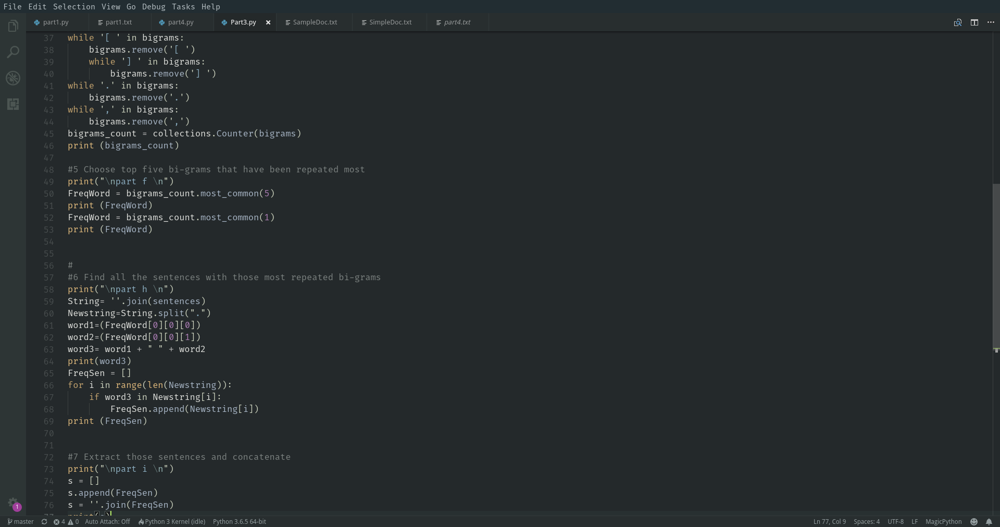 File Edit Selection View Go Debug Tasks Help
part1.py part1.txt part4.py Part3.py × SampleDoc.txt SimpleDoc.txt part4.txt
37 while '[ ' in bigrams:
38     bigrams.remove('[ ')
39     while '] ' in bigrams:
40         bigrams.remove('] ')
41 while '.' in bigrams:
42     bigrams.remove('.')
43 while ',' in bigrams:
44     bigrams.remove(',')
45 bigrams_count = collections.Counter(bigrams)
46 print (bigrams_count)
47
48 #5 Choose top five bi-grams that have been repeated most
49 print("\npart f \n")
50 FreqWord = bigrams_count.most_common(5)
51 print (FreqWord)
52 FreqWord = bigrams_count.most_common(1)
53 print (FreqWord)
54
55
56 #
57 #6 Find all the sentences with those most repeated bi-grams
58 print("\npart h \n")
59 String= ''.join(sentences)
60 Newstring=String.split(".")
61 word1=(FreqWord[0][0][0])
62 word2=(FreqWord[0][0][1])
63 word3= word1 + " " + word2
64 print(word3)
65 FreqSen = []
66 for i in range(len(Newstring)):
67     if word3 in Newstring[i]:
68         FreqSen.append(Newstring[i])
69 print (FreqSen)
70
71
72 #7 Extract those sentences and concatenate
73 print("\npart i \n")
74 s = []
75 s.append(FreqSen)
76 s = ''.join(FreqSen)
77 print(s)
1
master 4 0 Auto Attach: Off Python 3 Kernel (idle) Python 3.6.5 64-bit Ln 77, Col 9 Spaces: 4 UTF-8 LF MagicPython